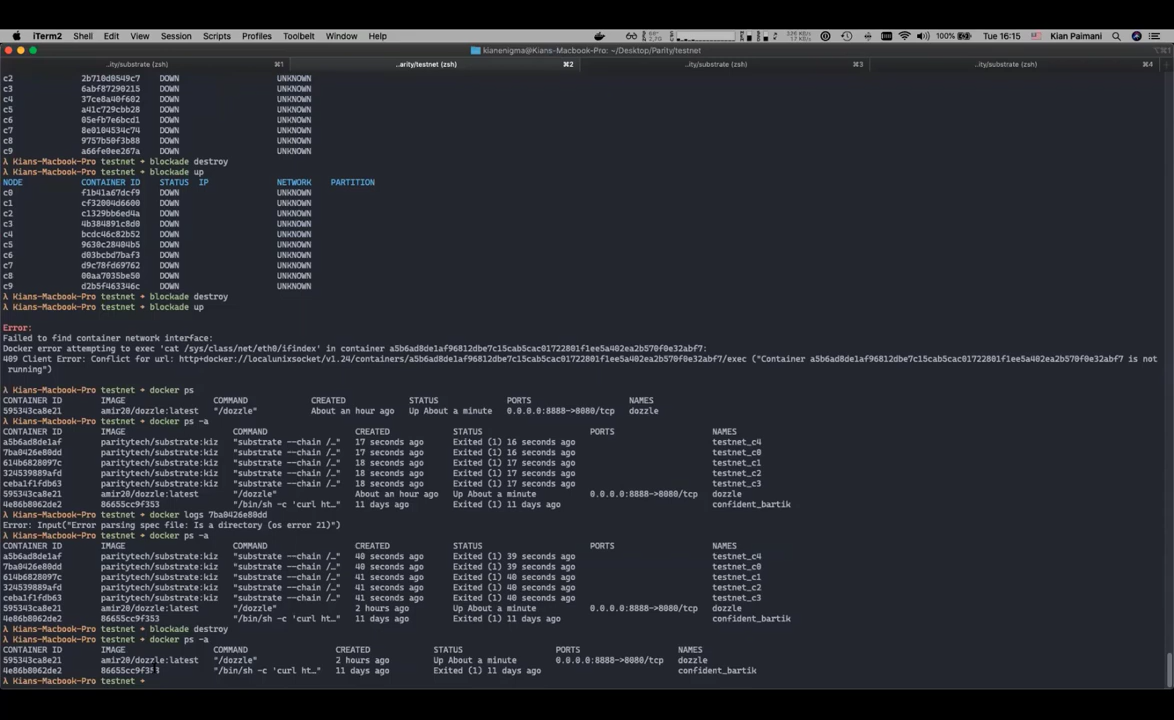 iTerm2 Shell Edit View Session Scripts Profiles Toolbelt Window Help 100% Tue 16:15 Kian Paimani
kianenigma@Kians-Macbook-Pro: ~/Desktop/Parity/testnet
..ity/substrate (zsh) ⌘1 ..arity/testnet (zsh) ⌘2 ..ity/substrate (zsh) ⌘3 ..ity/substrate (zsh) ⌘4
c2 2b710d0549c7 DOWN UNKNOWN
c3 6abf87290215 DOWN UNKNOWN
c4 37ce8a40f602 DOWN UNKNOWN
c5 a41c729cbb28 DOWN UNKNOWN
c6 05efb7e6bcd1 DOWN UNKNOWN
c7 8e0104534c74 DOWN UNKNOWN
c8 9757b50f3b88 DOWN UNKNOWN
c9 a66fe0ee267a DOWN UNKNOWN
λ Kians-Macbook-Pro testnet → blockade destroy
λ Kians-Macbook-Pro testnet → blockade up
NODE CONTAINER ID STATUS IP NETWORK PARTITION
c0 f1b41a67dcf9 DOWN UNKNOWN
c1 cf32004d6600 DOWN UNKNOWN
c2 c1329bb6ed4a DOWN UNKNOWN
c3 4b384891c8d0 DOWN UNKNOWN
c4 bcdc46c82b52 DOWN UNKNOWN
c5 9630c28404b5 DOWN UNKNOWN
c6 d03bcbd7baf3 DOWN UNKNOWN
c7 d9c78fd69762 DOWN UNKNOWN
c8 00aa7035be50 DOWN UNKNOWN
c9 d2b5f463346c DOWN UNKNOWN
λ Kians-Macbook-Pro testnet → blockade destroy
λ Kians-Macbook-Pro testnet → blockade up
Error:
Failed to find container network interface:
Docker error attempting to exec 'cat /sys/class/net/eth0/ifindex' in container a5b6ad8de1af96812dbe7c15cab5cac01722801f1ee5a402ea2b570f0e32abf7:
409 Client Error: Conflict for url: http+docker://localunixsocket/v1.24/containers/a5b6ad8de1af96812dbe7c15cab5cac01722801f1ee5a402ea2b570f0e32abf7/exec ("Container a5b6ad8de1af96812dbe7c15cab5cac01722801f1ee5a402ea2b570f0e32abf7 is not
running")
λ Kians-Macbook-Pro testnet → docker ps
CONTAINER ID IMAGE COMMAND CREATED STATUS PORTS NAMES
595343ca8e21 amir20/dozzle:latest "/dozzle" About an hour ago Up About a minute 0.0.0.0:8888->8080/tcp dozzle
λ Kians-Macbook-Pro testnet → docker ps -a
CONTAINER ID IMAGE COMMAND CREATED STATUS PORTS NAMES
a5b6ad8de1af paritytech/substrate:kiz "substrate --chain /…" 17 seconds ago Exited (1) 16 seconds ago testnet_c4
7ba0426e80dd paritytech/substrate:kiz "substrate --chain /…" 17 seconds ago Exited (1) 16 seconds ago testnet_c0
614b6828097c paritytech/substrate:kiz "substrate --chain /…" 18 seconds ago Exited (1) 17 seconds ago testnet_c1
324539889afd paritytech/substrate:kiz "substrate --chain /…" 18 seconds ago Exited (1) 17 seconds ago testnet_c2
ceba1f1fdb63 paritytech/substrate:kiz "substrate --chain /…" 18 seconds ago Exited (1) 17 seconds ago testnet_c3
595343ca8e21 amir20/dozzle:latest "/dozzle" About an hour ago Up About a minute 0.0.0.0:8888->8080/tcp dozzle
4e86b8062de2 86655cc9f353 "/bin/sh -c 'curl ht…" 11 days ago Exited (1) 11 days ago confident_bartik
λ Kians-Macbook-Pro testnet → docker logs 7ba0426e80dd
Error: Input("Error parsing spec file: Is a directory (os error 21)")
λ Kians-Macbook-Pro testnet → docker ps -a
CONTAINER ID IMAGE COMMAND CREATED STATUS PORTS NAMES
a5b6ad8de1af paritytech/substrate:kiz "substrate --chain /…" 40 seconds ago Exited (1) 39 seconds ago testnet_c4
7ba0426e80dd paritytech/substrate:kiz "substrate --chain /…" 40 seconds ago Exited (1) 39 seconds ago testnet_c0
614b6828097c paritytech/substrate:kiz "substrate --chain /…" 41 seconds ago Exited (1) 40 seconds ago testnet_c1
324539889afd paritytech/substrate:kiz "substrate --chain /…" 41 seconds ago Exited (1) 40 seconds ago testnet_c2
ceba1f1fdb63 paritytech/substrate:kiz "substrate --chain /…" 41 seconds ago Exited (1) 40 seconds ago testnet_c3
595343ca8e21 amir20/dozzle:latest "/dozzle" 2 hours ago Up About a minute 0.0.0.0:8888->8080/tcp dozzle
4e86b8062de2 86655cc9f353 "/bin/sh -c 'curl ht…" 11 days ago Exited (1) 11 days ago confident_bartik
λ Kians-Macbook-Pro testnet → blockade destroy
λ Kians-Macbook-Pro testnet → docker ps -a
CONTAINER ID IMAGE COMMAND CREATED STATUS PORTS NAMES
595343ca8e21 amir20/dozzle:latest "/dozzle" 2 hours ago Up About a minute 0.0.0.0:8888->8080/tcp dozzle
4e86b8062de2 86655cc9f353 "/bin/sh -c 'curl ht…" 11 days ago Exited (1) 11 days ago confident_bartik
λ Kians-Macbook-Pro testnet →